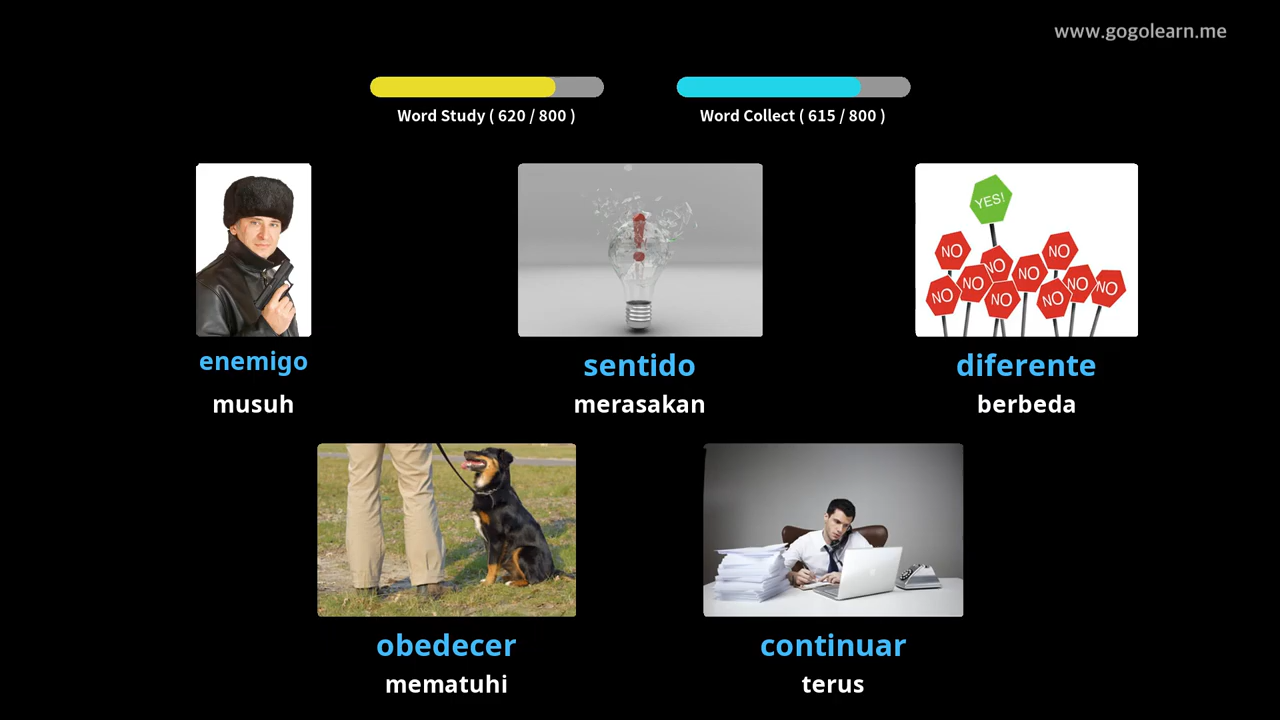 www.gogolearn.me
Word Study ( 620 / 800 )
Word Collect ( 615 / 800 )
YES!
NO
NO
NO
NO
NO
NO
NO
NO
NO
NO
enemigo
musuh
sentido
merasakan
diferente
berbeda
obedecer
mematuhi
continuar
terus